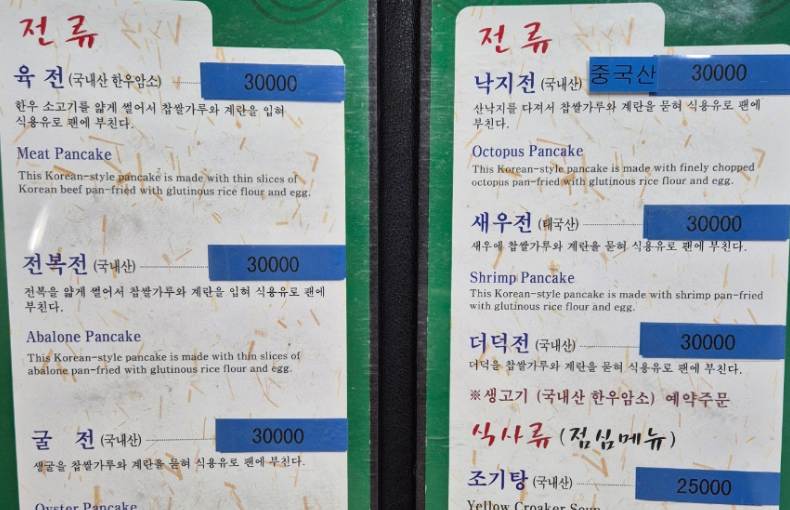 전 류
육 전 (국내산 한우암소) 30000
한우 소고기를 얇게 썰어서 찹쌀가루와 계란을 입혀
식용유로 팬에 부친다.
Meat Pancake
This Korean-style pancake is made with thin slices of
Korean beef pan-fried with glutinous rice flour and egg.
전복전 (국내산) 30000
전복을 얇게 썰어서 찹쌀가루와 계란을 입혀 식용유로 팬에
부친다.
Abalone Pancake
This Korean-style pancake is made with thin slices of
abalone pan-fried with glutinous rice flour and egg.
굴 전 (국내산) 30000
생굴을 찹쌀가루와 계란을 묻혀 식용유로 팬에 부친다.
Oyster Pancake
전 류
낙지전 (국내산) 중국산 30000
산낙지를 다져서 찹쌀가루와 계란을 묻혀 식용유로 팬에
부친다.
Octopus Pancake
This Korean-style pancake is made with finely chopped
octopus pan-fried with glutinous rice flour and egg.
새우전 (태국산) 30000
새우에 찹쌀가루와 계란을 묻혀 식용유로 팬에 부친다.
Shrimp Pancake
This Korean-style pancake is made with shrimp pan-fried
with glutinous rice flour and egg.
더덕전 (국내산) 30000
더덕을 찹쌀가루와 계란을 묻혀 식용유로 팬에 부친다.
※생고기 (국내산 한우암소) 예약주문
식사류 (점심메뉴)
조기탕 (국내산) 25000
Yellow Croaker Soup